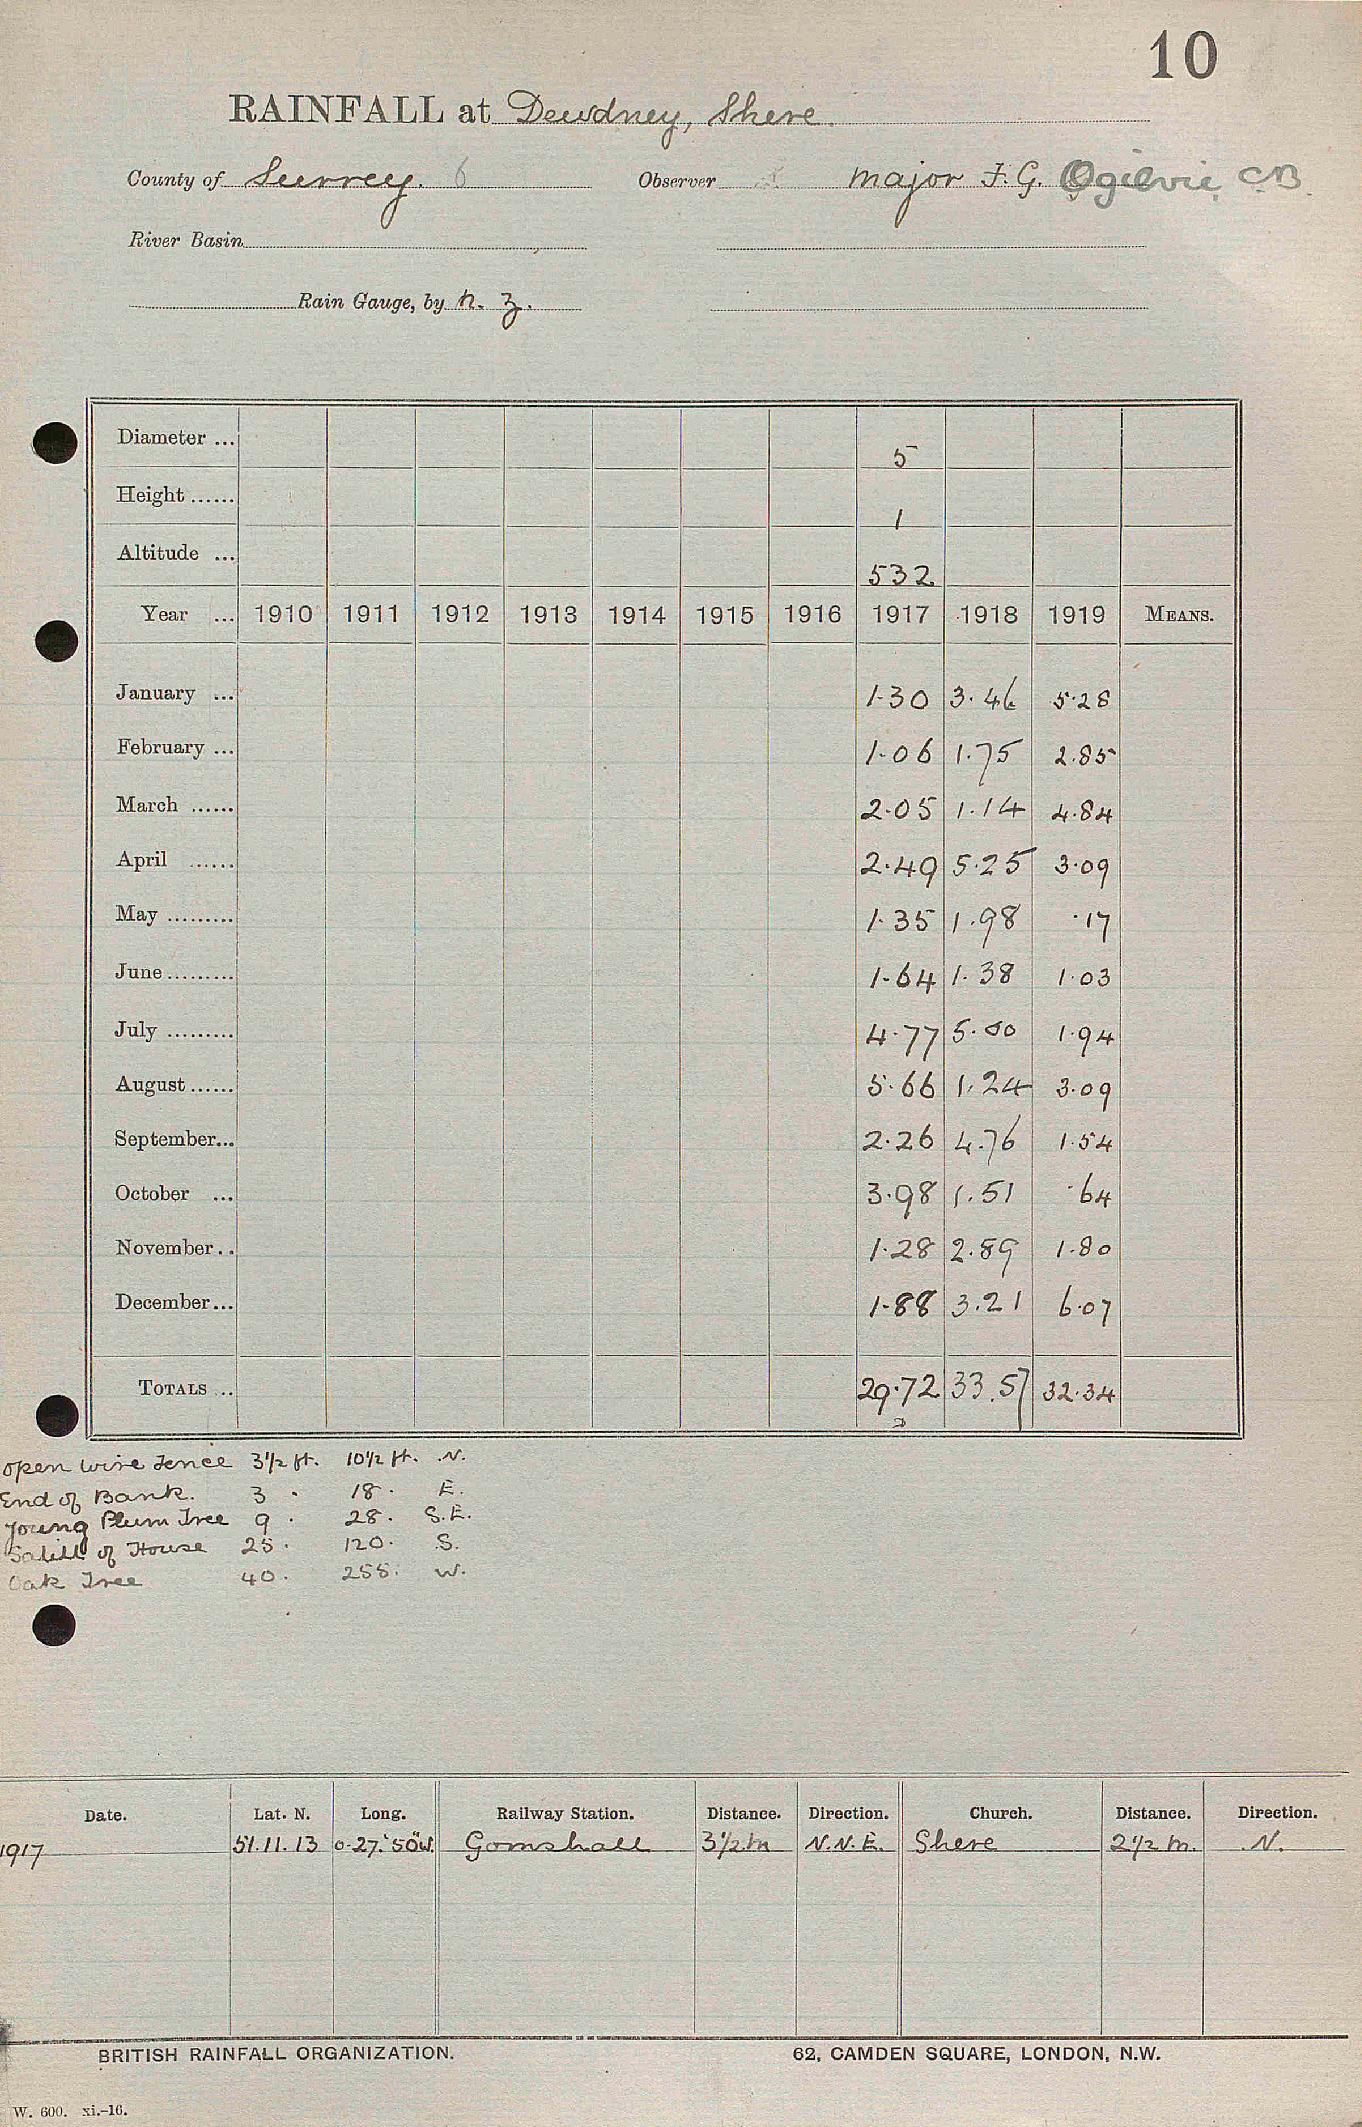 10
RAINFALL at Dewdney, Shere.
County of Surrey. 6 Observer Major F. G. Ogilvie, CB.
River Basin
Rain Gauge, by N. Z.
Diameter ... 5
Height ...... 1
Altitude ... 532
Year ... 1910 1911 1912 1913 1914 1915 1916 1917 1918 1919 MEANS.
January ... 1.30 3.46 5.28
February ... 1.06 1.75 2.85
March ...... 2.05 1.14 4.84
April ...... 2.49 5.25 3.09
May ......... 1.35 1.98 .17
June ......... 1.64 1.38 1.03
July ......... 4.77 5.00 1.94
August ...... 5.66 1.24 3.09
September... 2.26 4.76 1.54
October ... 3.98 1.51 .64
November .. 1.28 2.89 1.80
December... 1.88 3.21 6.07
TOTALS ... 29.72 33.57 32.34
Open wire Fence 3½ ft. 10½ ft. N.
End of Bank. 3 . 18 . E.
Young Plum Tree 9 . 28 . S.E.
of House 25 . 120 . S.
Oak Tree 40 . 255 . W.
Date. Lat. N. Long. Railway Station. Distance. Direction. Church. Distance. Direction.
1917 51.11.13 0.27.'50"W. Gomshall 3½ m N.N.E. Shere 2½ m. N.
BRITISH RAINFALL ORGANIZATION. 62, CAMDEN SQUARE, LONDON, N.W.
W. 600. xi.-16.